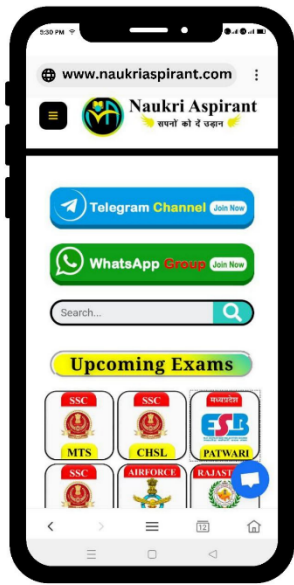 5:30 PM
www.naukriaspirant.com
Naukri Aspirant
सपनों को दें उड़ान
Telegram Channel Join Now
WhatsApp Group Join Now
Search...
Upcoming Exams
SSC SSC मध्यप्रदेश
ESB
MTS CHSL PATWARI
SSC AIRFORCE RAJAST
12